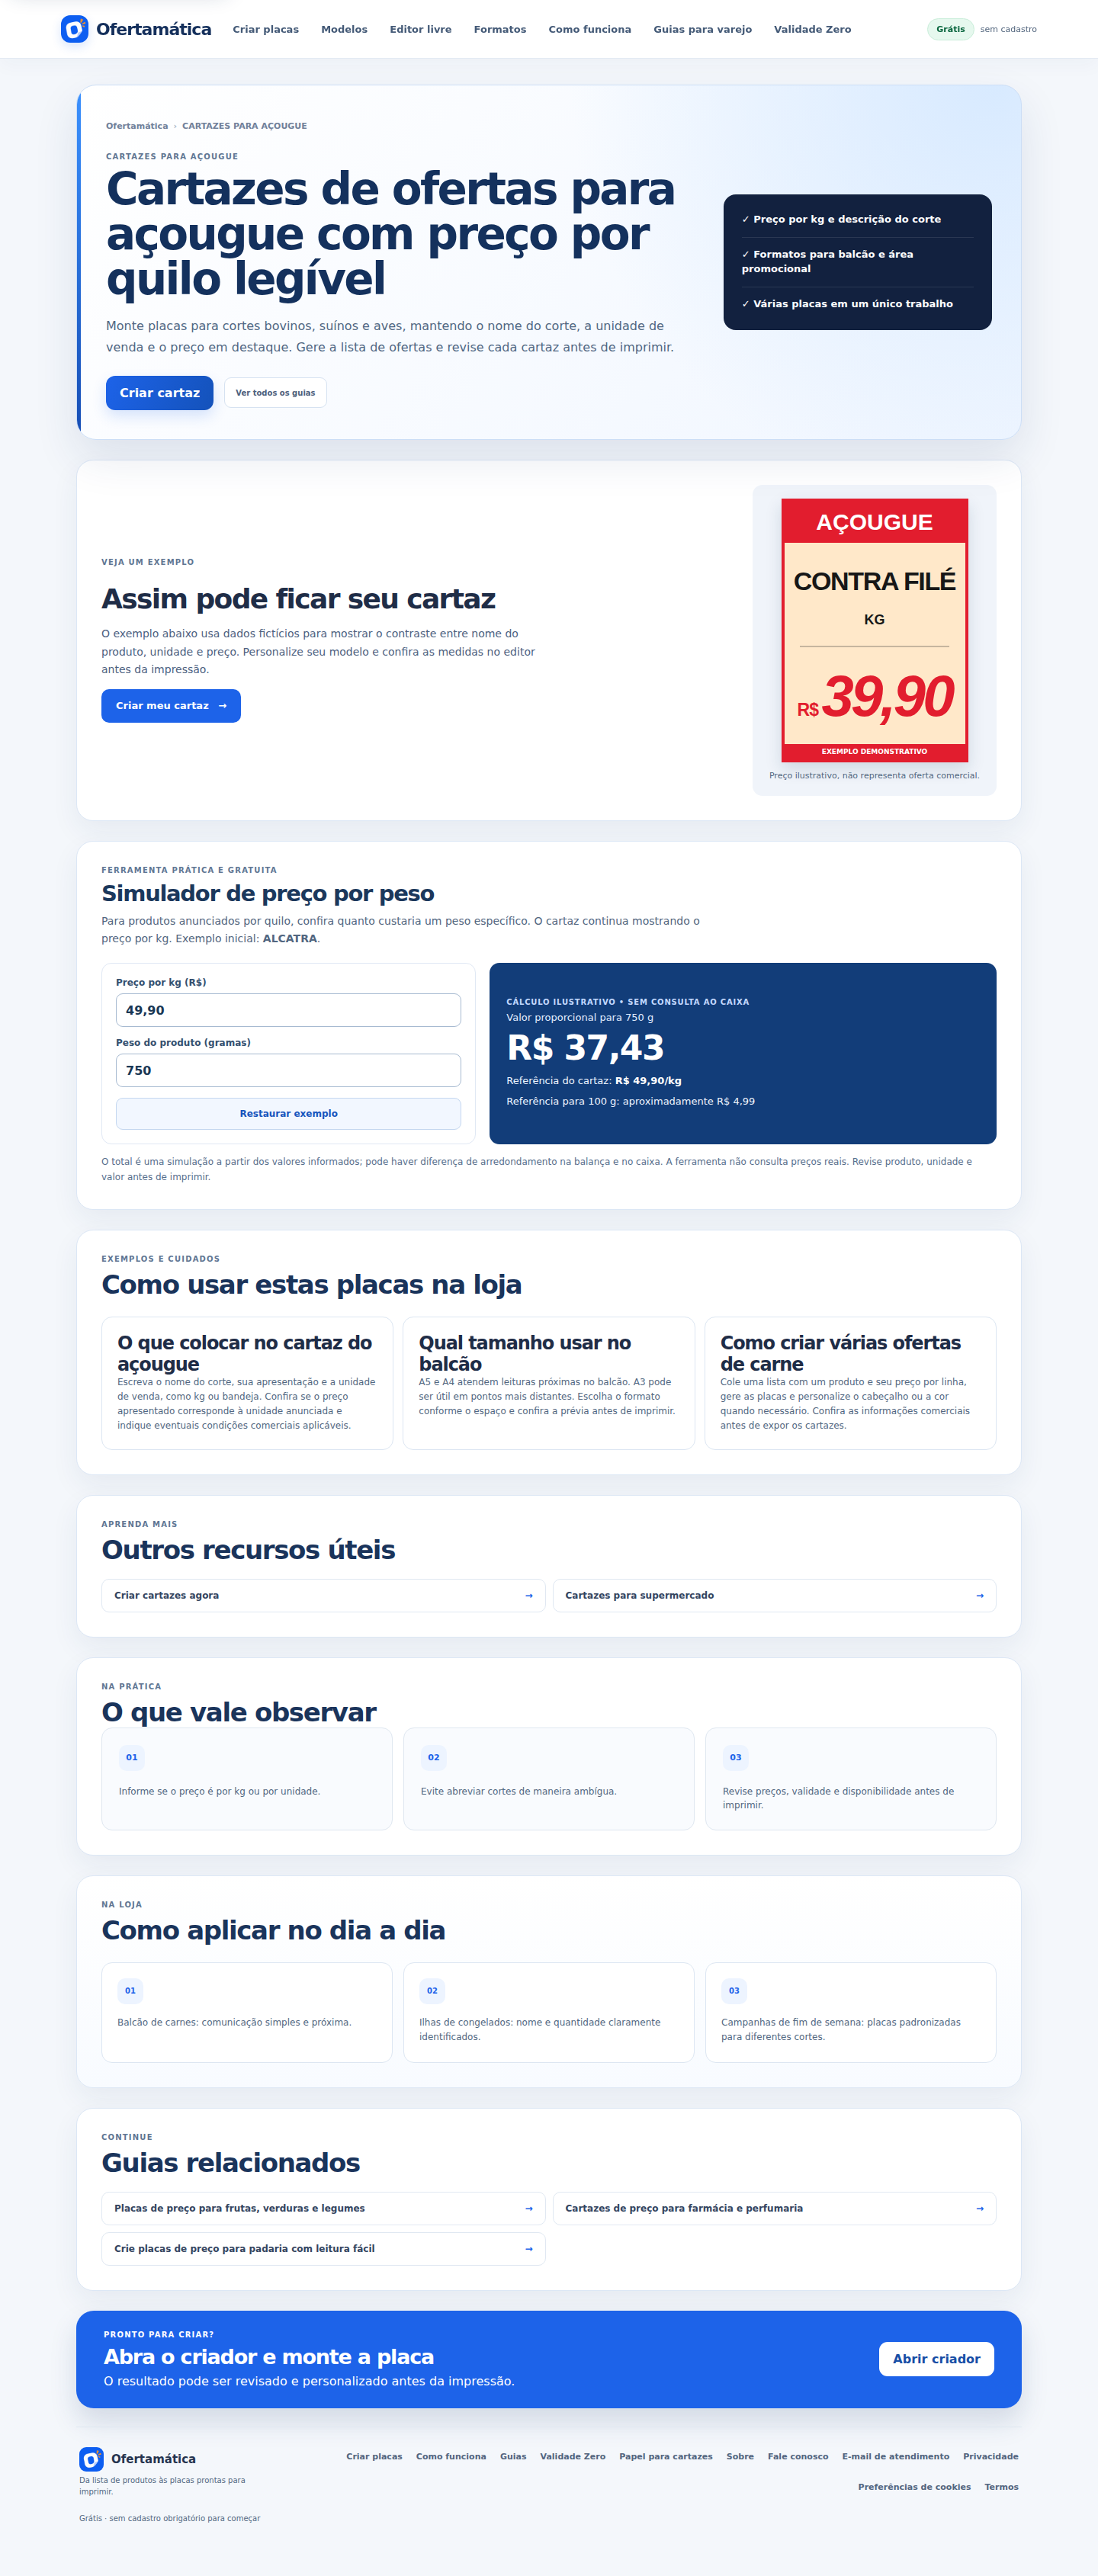 Ofertamática
Criar placas
Modelos
Editor livre
Formatos
Como funciona
Guias para varejo
Validade Zero
Grátis
sem cadastro
Ofertamática › CARTAZES PARA AÇOUGUE
CARTAZES PARA AÇOUGUE
Cartazes de ofertas para
açougue com preço por
quilo legível
Monte placas para cortes bovinos, suínos e aves, mantendo o nome do corte, a unidade de
venda e o preço em destaque. Gere a lista de ofertas e revise cada cartaz antes de imprimir.
Criar cartaz
Ver todos os guias
✓ Preço por kg e descrição do corte
✓ Formatos para balcão e área
promocional
✓ Várias placas em um único trabalho
VEJA UM EXEMPLO
Assim pode ficar seu cartaz
O exemplo abaixo usa dados fictícios para mostrar o contraste entre nome do
produto, unidade e preço. Personalize seu modelo e confira as medidas no editor
antes da impressão.
Criar meu cartaz →
AÇOUGUE
CONTRA FILÉ
KG
R$ 39,90
EXEMPLO DEMONSTRATIVO
Preço ilustrativo, não representa oferta comercial.
FERRAMENTA PRÁTICA E GRATUITA
Simulador de preço por peso
Para produtos anunciados por quilo, confira quanto custaria um peso específico. O cartaz continua mostrando o
preço por kg. Exemplo inicial: ALCATRA.
Preço por kg (R$)
49,90
Peso do produto (gramas)
750
Restaurar exemplo
CÁLCULO ILUSTRATIVO • SEM CONSULTA AO CAIXA
Valor proporcional para 750 g
R$ 37,43
Referência do cartaz: R$ 49,90/kg
Referência para 100 g: aproximadamente R$ 4,99
O total é uma simulação a partir dos valores informados; pode haver diferença de arredondamento na balança e no caixa. A ferramenta não consulta preços reais. Revise produto, unidade e
valor antes de imprimir.
EXEMPLOS E CUIDADOS
Como usar estas placas na loja
O que colocar no cartaz do
açougue
Escreva o nome do corte, sua apresentação e a unidade
de venda, como kg ou bandeja. Confira se o preço
apresentado corresponde à unidade anunciada e
indique eventuais condições comerciais aplicáveis.
Qual tamanho usar no
balcão
A5 e A4 atendem leituras próximas no balcão. A3 pode
ser útil em pontos mais distantes. Escolha o formato
conforme o espaço e confira a prévia antes de imprimir.
Como criar várias ofertas
de carne
Cole uma lista com um produto e seu preço por linha,
gere as placas e personalize o cabeçalho ou a cor
quando necessário. Confira as informações comerciais
antes de expor os cartazes.
APRENDA MAIS
Outros recursos úteis
Criar cartazes agora →
Cartazes para supermercado →
NA PRÁTICA
O que vale observar
01
Informe se o preço é por kg ou por unidade.
02
Evite abreviar cortes de maneira ambígua.
03
Revise preços, validade e disponibilidade antes de
imprimir.
NA LOJA
Como aplicar no dia a dia
01
Balcão de carnes: comunicação simples e próxima.
02
Ilhas de congelados: nome e quantidade claramente
identificados.
03
Campanhas de fim de semana: placas padronizadas
para diferentes cortes.
CONTINUE
Guias relacionados
Placas de preço para frutas, verduras e legumes →
Cartazes de preço para farmácia e perfumaria →
Crie placas de preço para padaria com leitura fácil →
PRONTO PARA CRIAR?
Abra o criador e monte a placa
O resultado pode ser revisado e personalizado antes da impressão.
Abrir criador
Ofertamática
Da lista de produtos às placas prontas para
imprimir.
Grátis · sem cadastro obrigatório para começar
Criar placas
Como funciona
Guias
Validade Zero
Papel para cartazes
Sobre
Fale conosco
E-mail de atendimento
Privacidade
Preferências de cookies
Termos